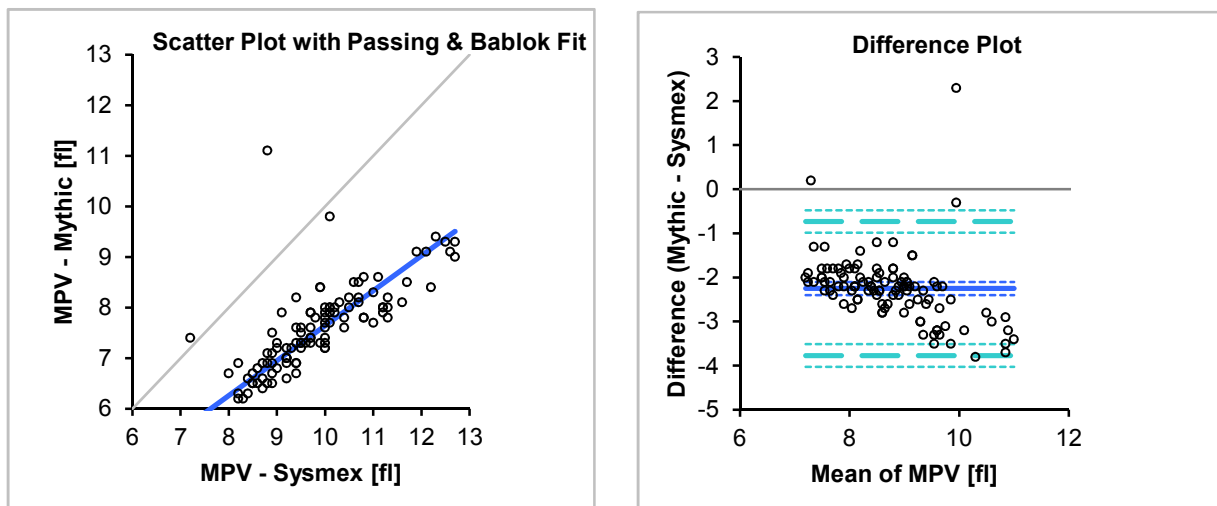 Scatter Plot with Passing & Bablok Fit
13
12
11
10
9
8
7
6
MPV - Mythic [fl]
6 7 8 9 10 11 12 13
MPV - Sysmex [fl]
Difference Plot
3
2
1
0
-1
-2
-3
-4
-5
Difference (Mythic - Sysmex)
6 8 10 12
Mean of MPV [fl]